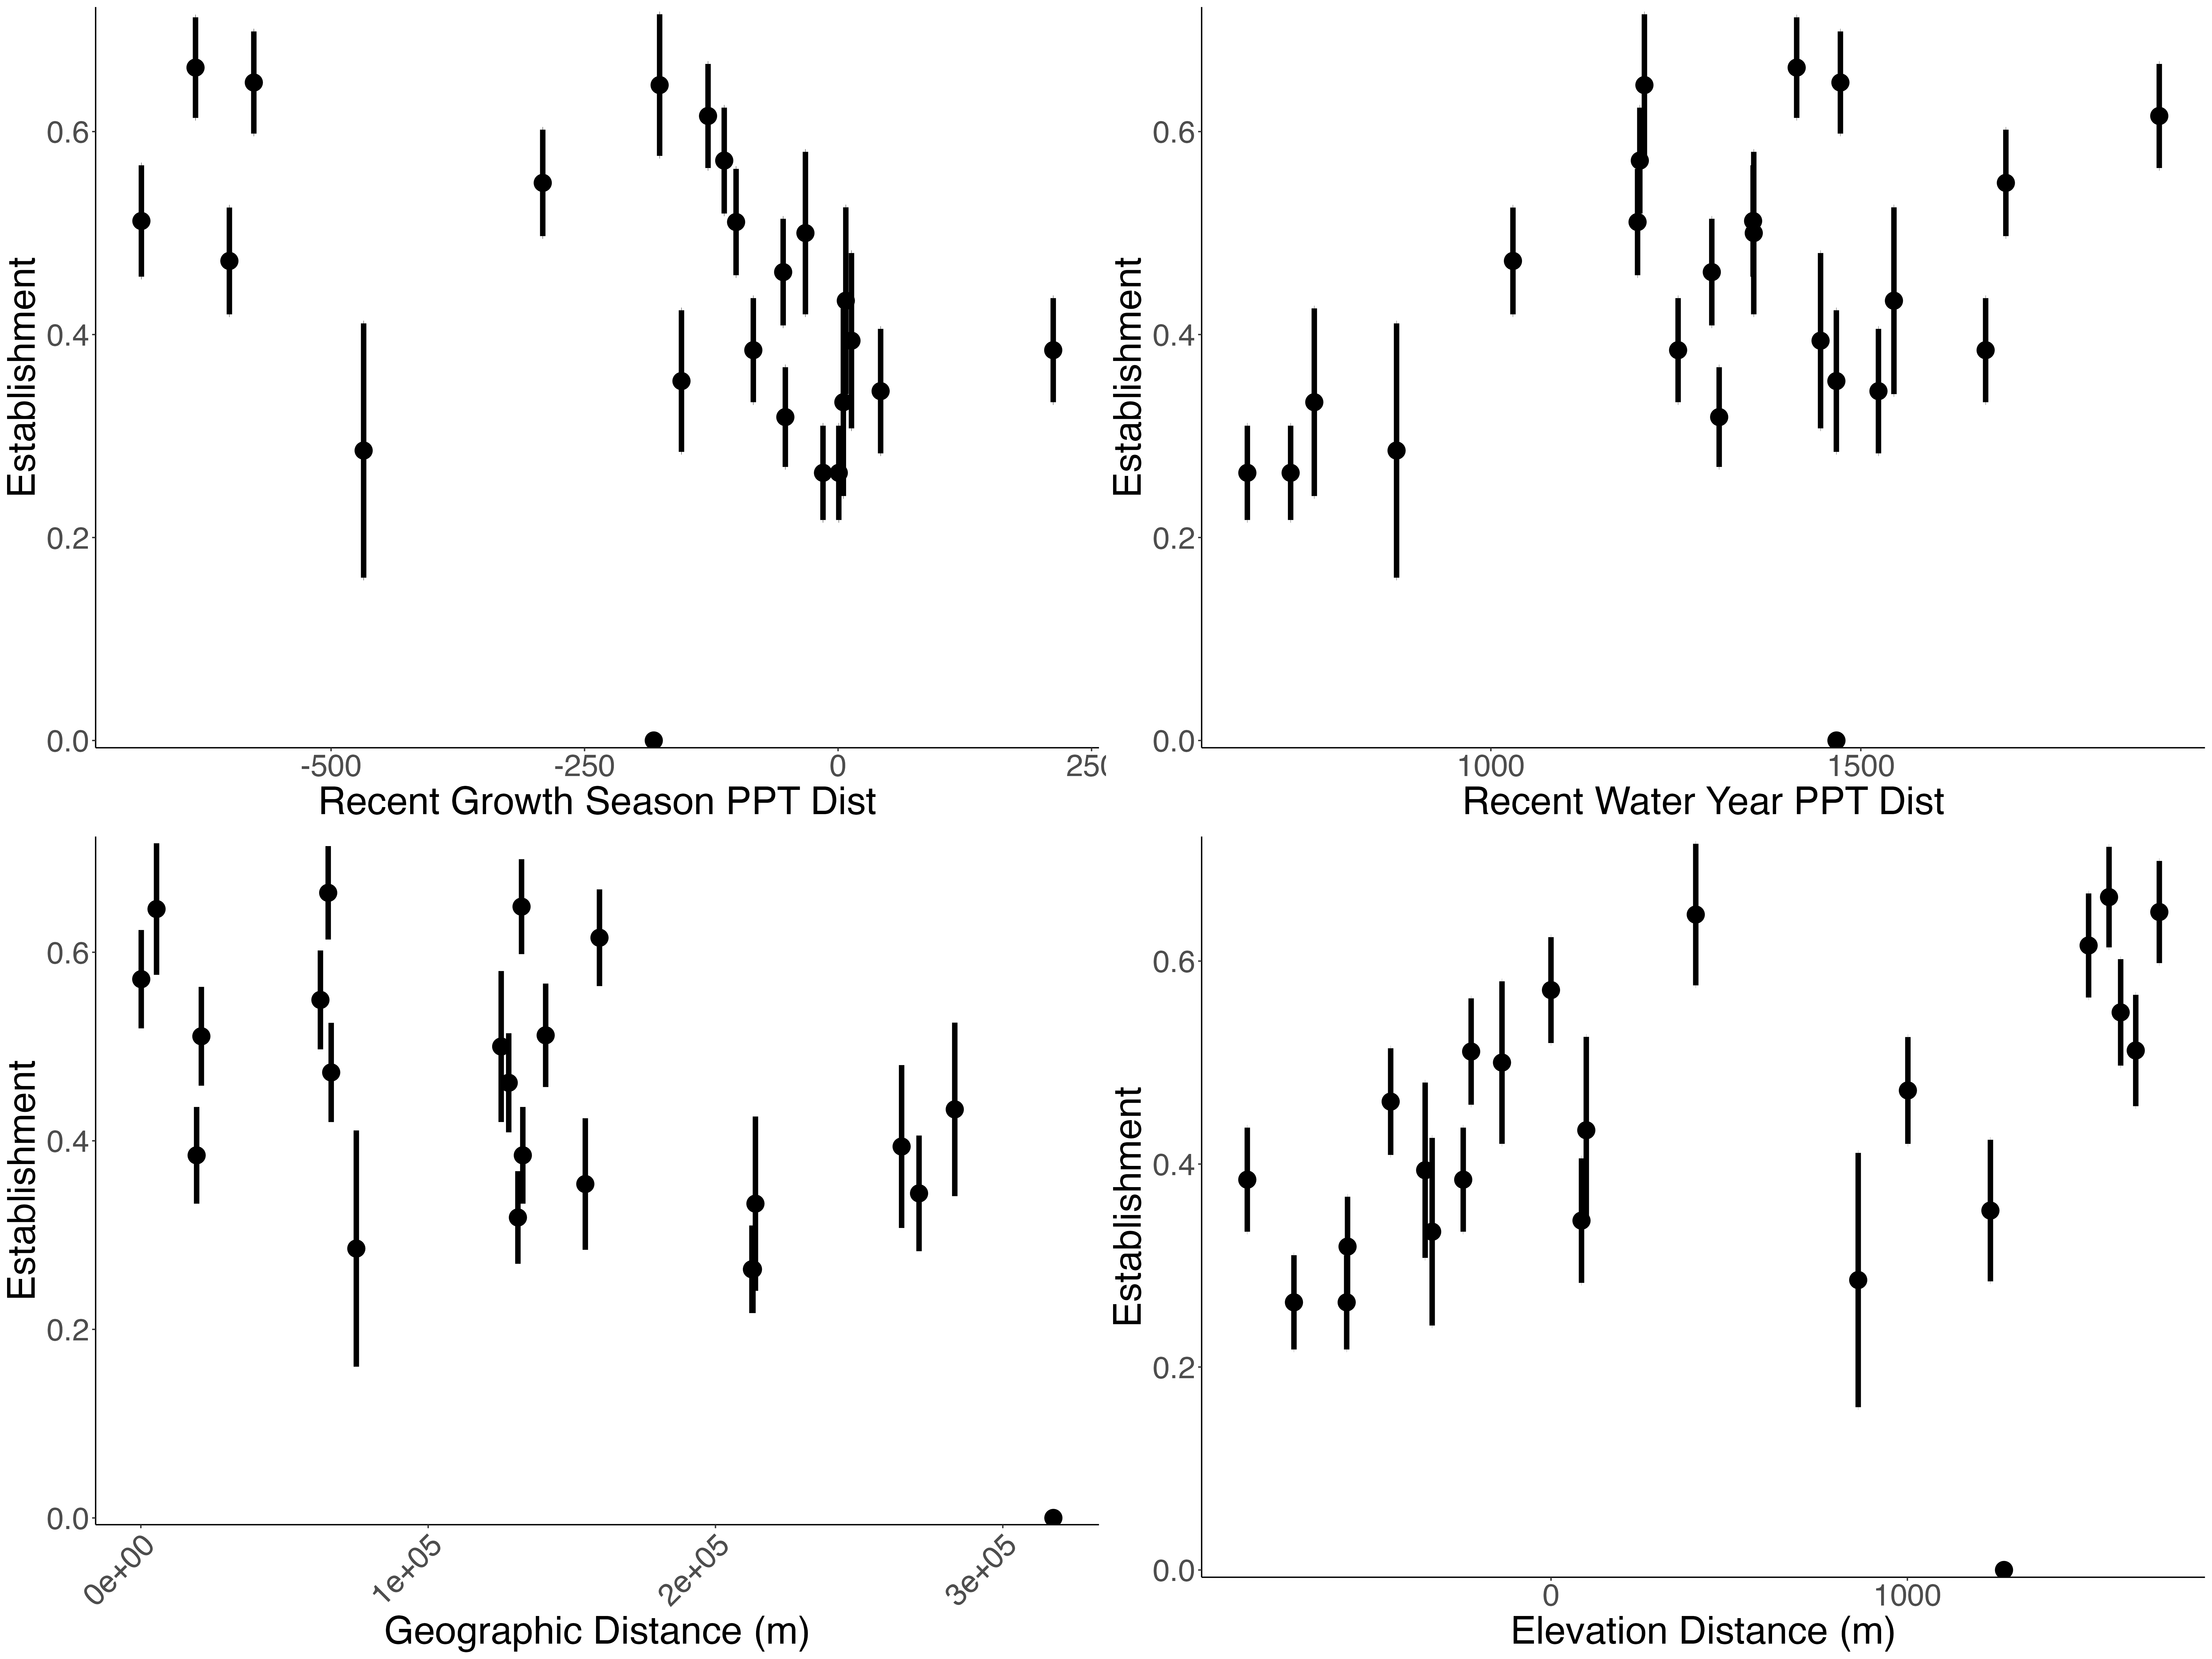 Establishment
0.6
0.4
0.2
0.0
-500 -250 0 250
Recent Growth Season PPT Dist
Establishment
0.6
0.4
0.2
0.0
1000 1500
Recent Water Year PPT Dist
Establishment
0.6
0.4
0.2
0.0
0e+00 1e+05 2e+05 3e+05
Geographic Distance (m)
Establishment
0.6
0.4
0.2
0.0
0 1000
Elevation Distance (m)